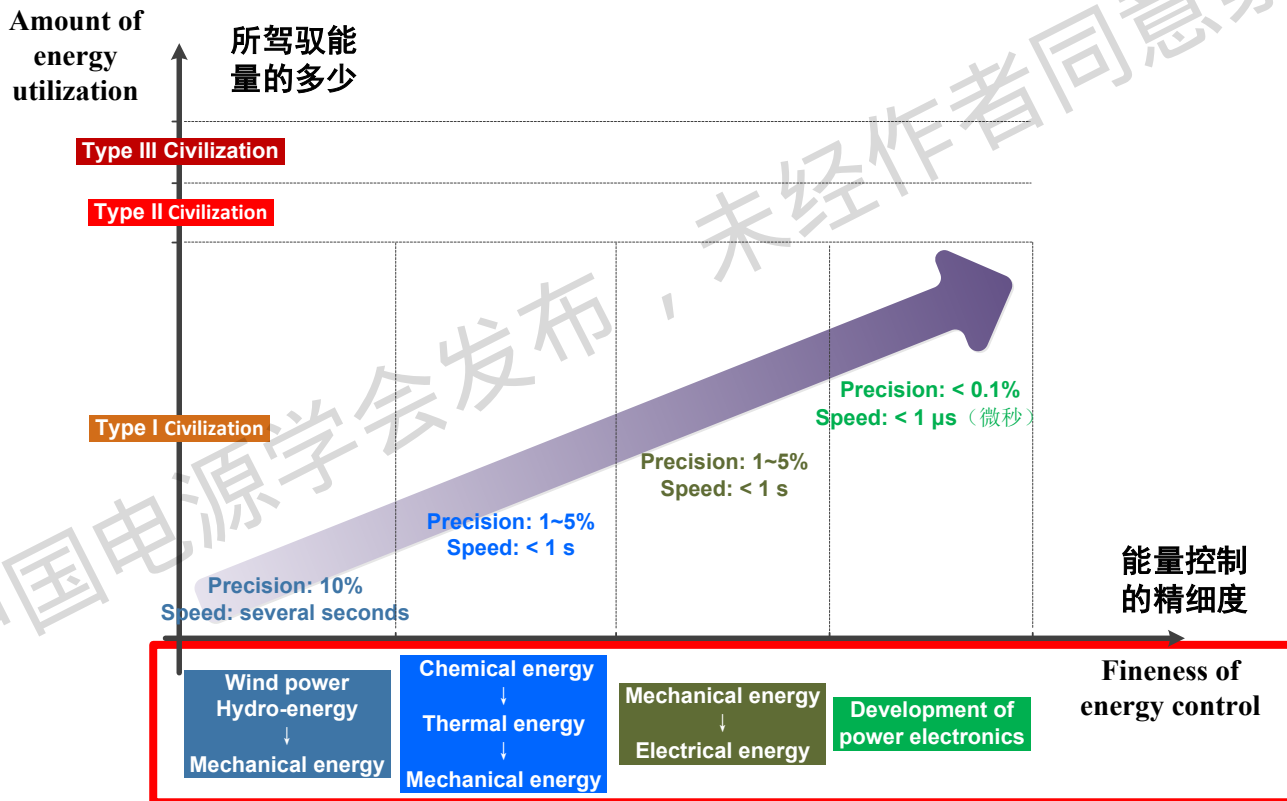 Amount of
energy
utilization
所驾驭能
量的多少
Type III Civilization
Type II Civilization
Type I Civilization
Precision: < 0.1%
Speed: < 1 μs（微秒）
Precision: 1~5%
Speed: < 1 s
Precision: 1~5%
Speed: < 1 s
Precision: 10%
Speed: several seconds
能量控制
的精细度
Fineness of
energy control
Wind power
Hydro-energy
↓
Mechanical energy
Chemical energy
↓
Thermal energy
↓
Mechanical energy
Mechanical energy
↓
Electrical energy
Development of
power electronics
国电源学会发布，未经作者同意